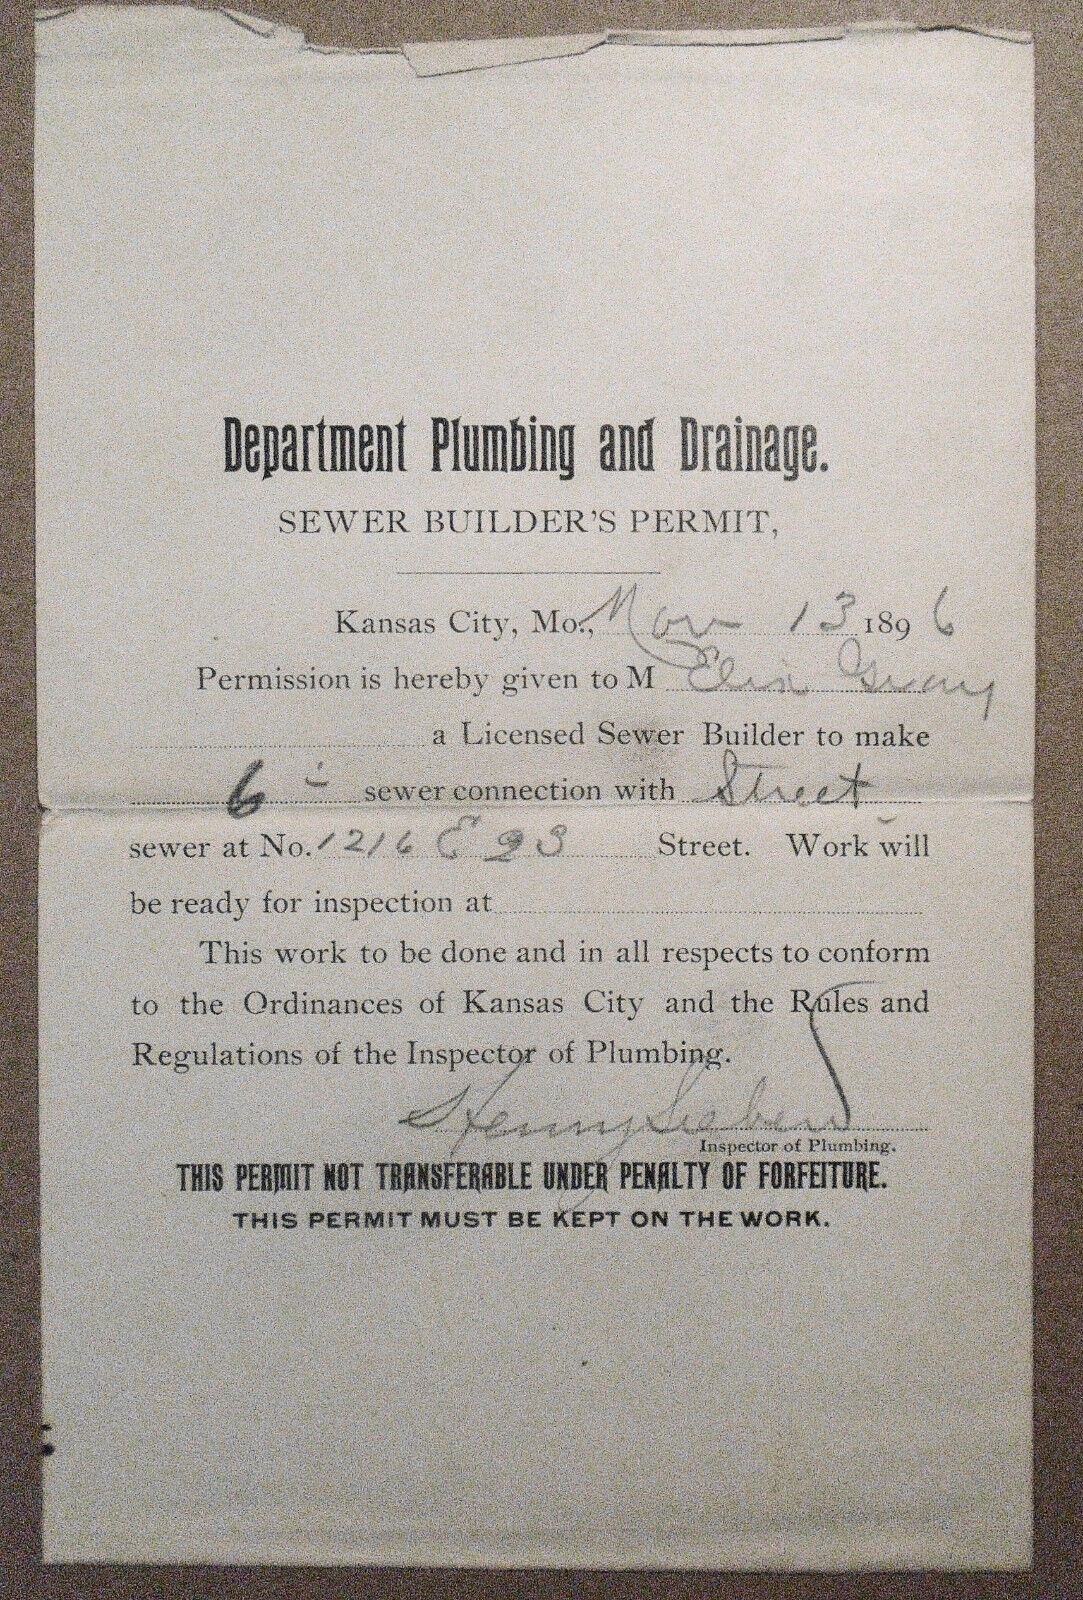 Department Plumbing and Drainage.
SEWER BUILDER'S PERMIT,
Kansas City, Mo., Nov 13 1896
Permission is hereby given to M
a Licensed Sewer Builder to make
6 sewer connection with Street
sewer at No. 1216 E 23 Street. Work will
be ready for inspection at
This work to be done and in all respects to conform
to the Ordinances of Kansas City and the Rules and
Regulations of the Inspector of Plumbing.
Henry
Inspector of Plumbing.
THIS PERMIT NOT TRANSFERABLE UNDER PENALTY OF FORFEITURE.
THIS PERMIT MUST BE KEPT ON THE WORK.